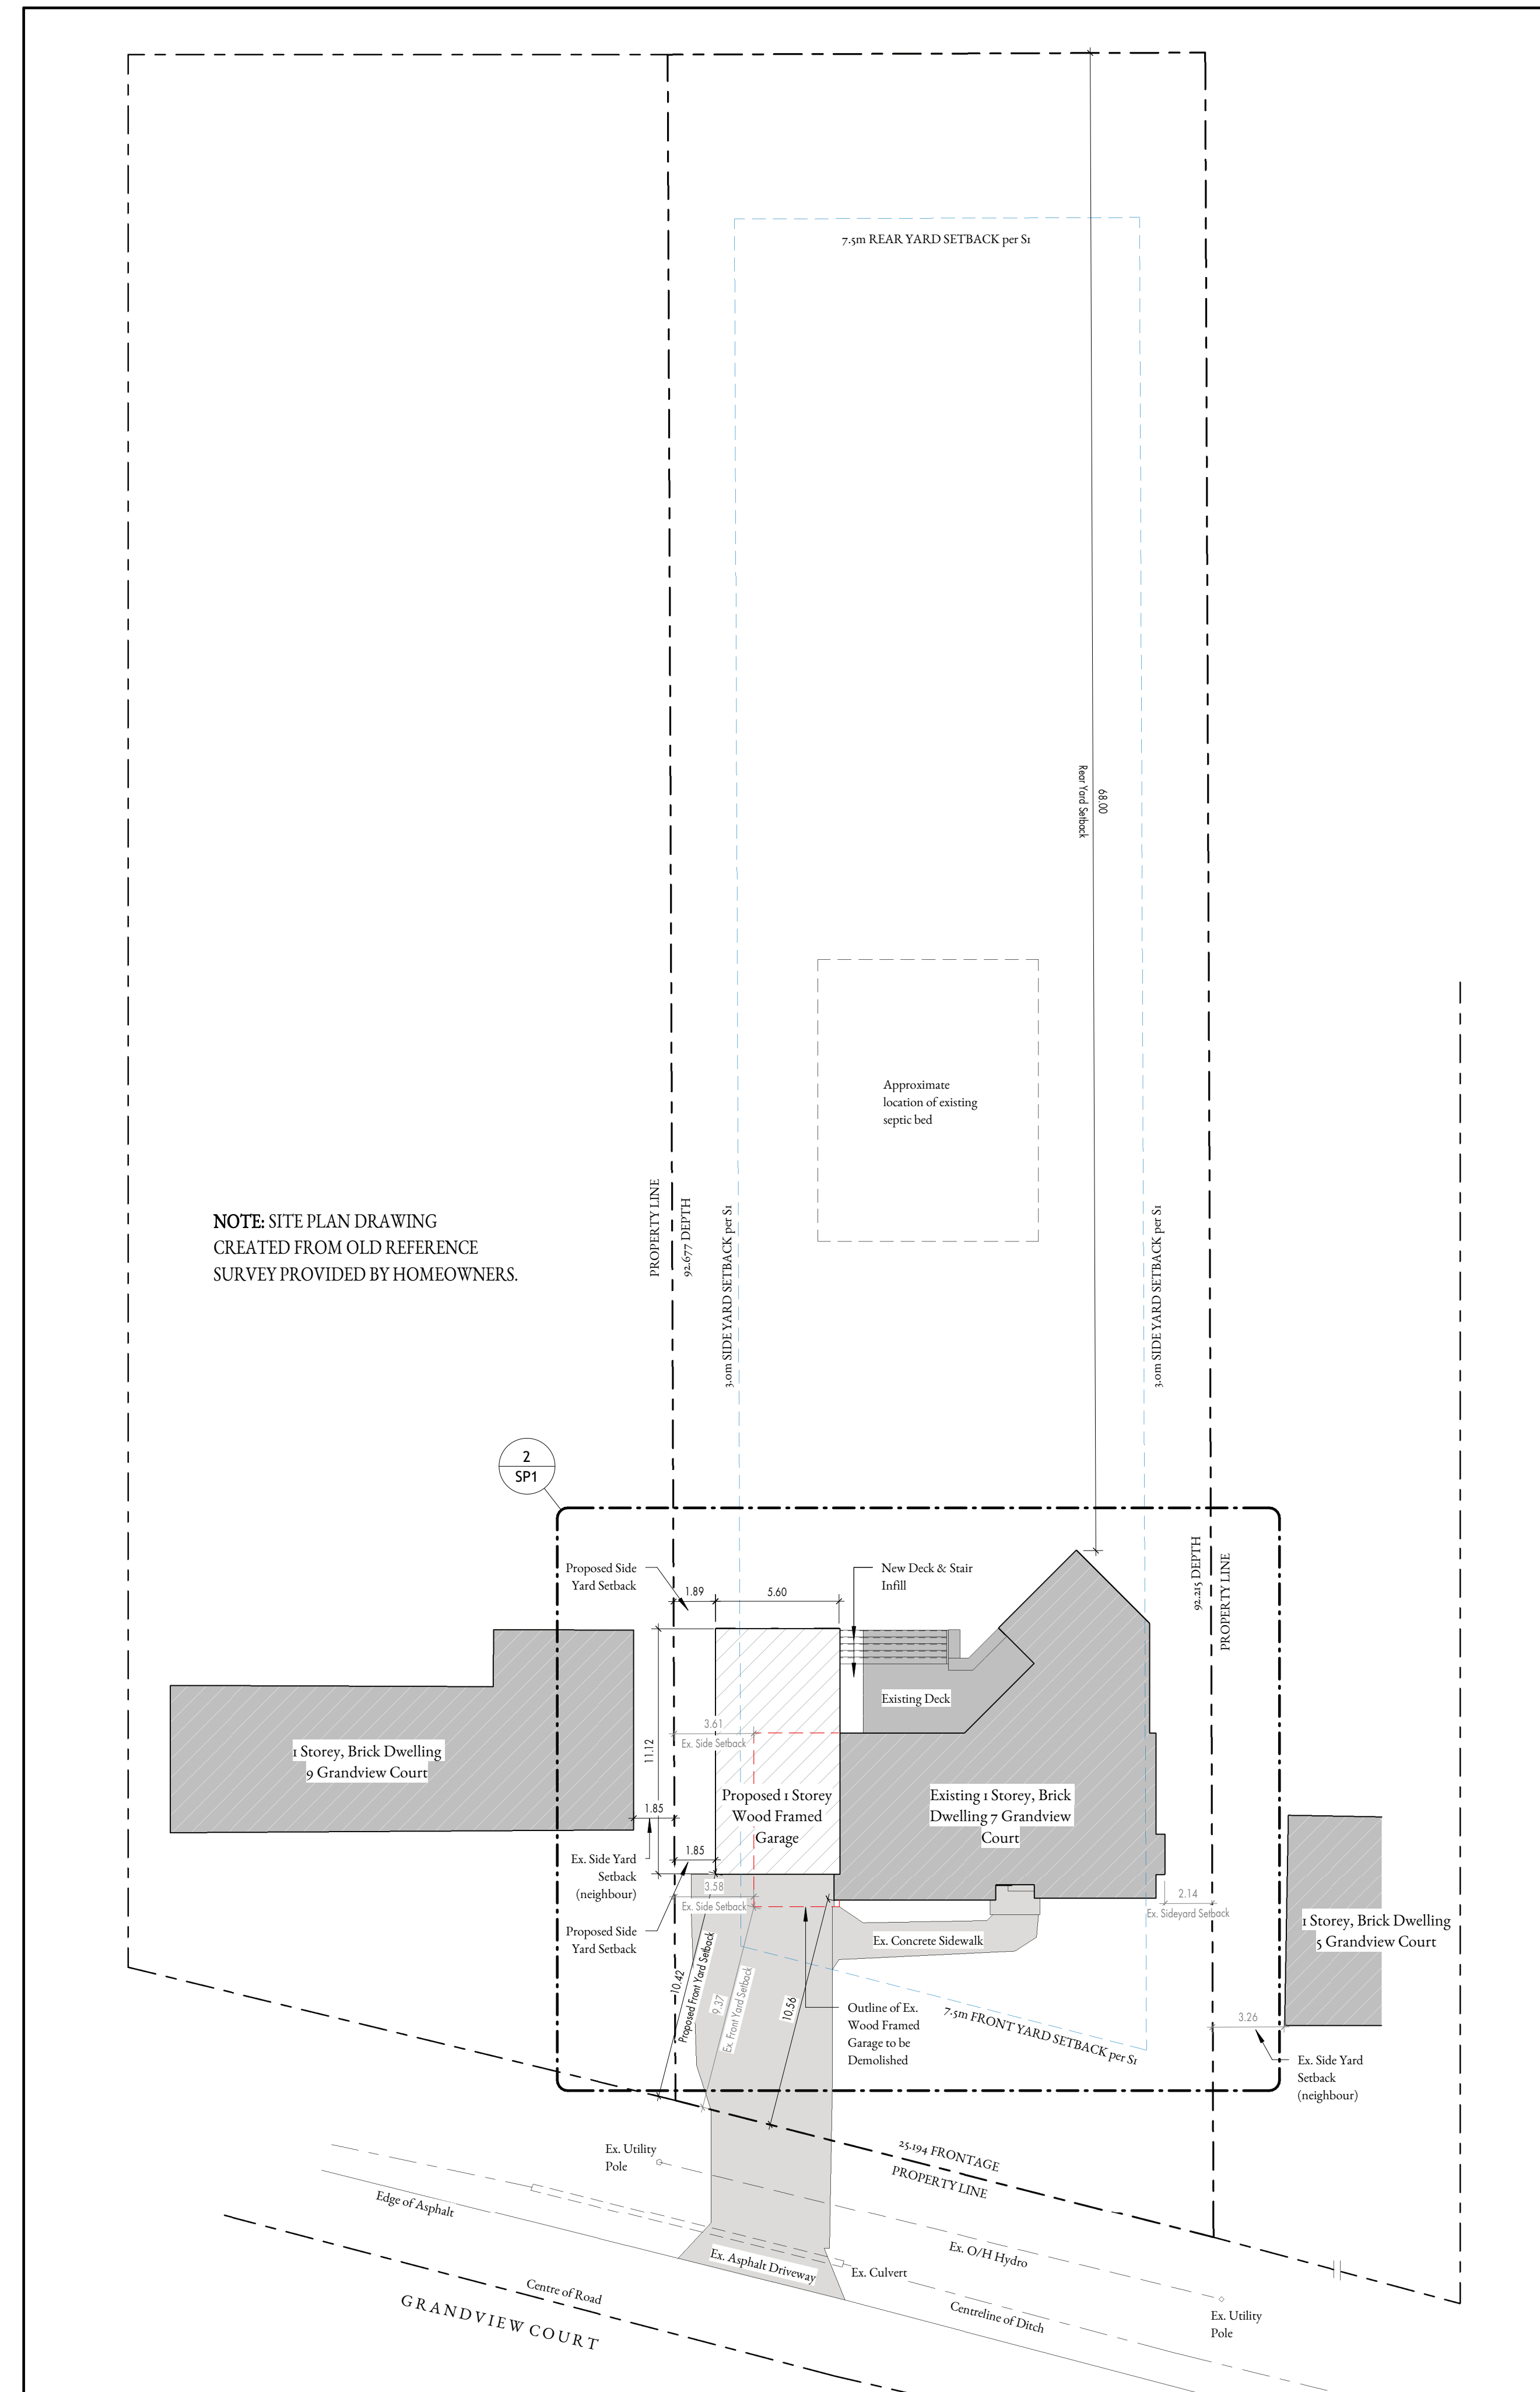 7.5m REAR YARD SETBACK per S1
68.00
Rear Yard Setback
Approximate
location of existing
septic bed
PROPERTY LINE
92.677 DEPTH
3.0m SIDE YARD SETBACK per S1
3.0m SIDE YARD SETBACK per S1
NOTE: SITE PLAN DRAWING
CREATED FROM OLD REFERENCE
SURVEY PROVIDED BY HOMEOWNERS.
2
SP1
92.215 DEPTH
PROPERTY LINE
Proposed Side
Yard Setback
1.89
5.60
New Deck & Stair
Infill
Existing Deck
3.61
Ex. Side Setback
11.12
1 Storey, Brick Dwelling
9 Grandview Court
Proposed 1 Storey
Wood Framed
Garage
Existing 1 Storey, Brick
Dwelling 7 Grandview
Court
1.85
1.85
Ex. Side Yard
Setback
(neighbour)
3.58
Ex. Side Setback
2.14
Ex. Sideyard Setback
Proposed Side
Yard Setback
Ex. Concrete Sidewalk
1 Storey, Brick Dwelling
5 Grandview Court
10.42
Proposed Front Yard Setback
9.37
Ex. Front Yard Setback
10.56
Outline of Ex.
Wood Framed
Garage to be
Demolished
7.5m FRONT YARD SETBACK per S1
3.26
Ex. Side Yard
Setback
(neighbour)
25.194 FRONTAGE
PROPERTY LINE
Ex. Utility
Pole
Edge of Asphalt
Ex. O/H Hydro
Ex. Asphalt Driveway
Ex. Culvert
Centre of Road
GRANDVIEW COURT
Centreline of Ditch
Ex. Utility
Pole